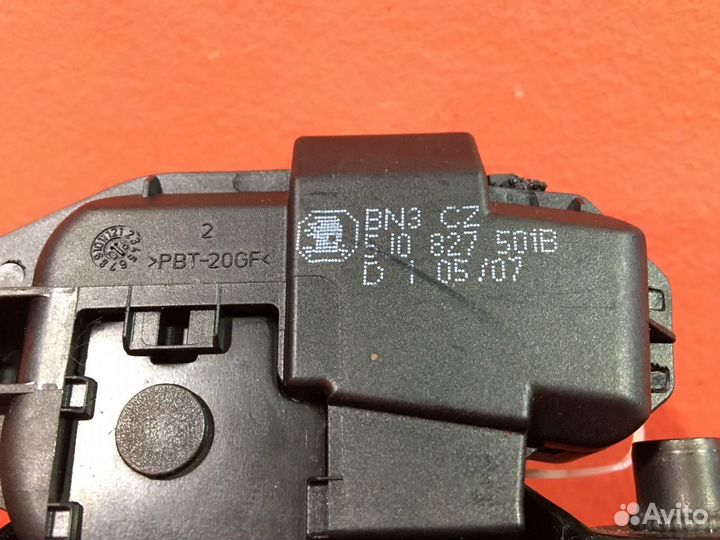 BN3 CZ
5J0 827 501B
D 1 05/07
2
>PBT-20GF<
Avito